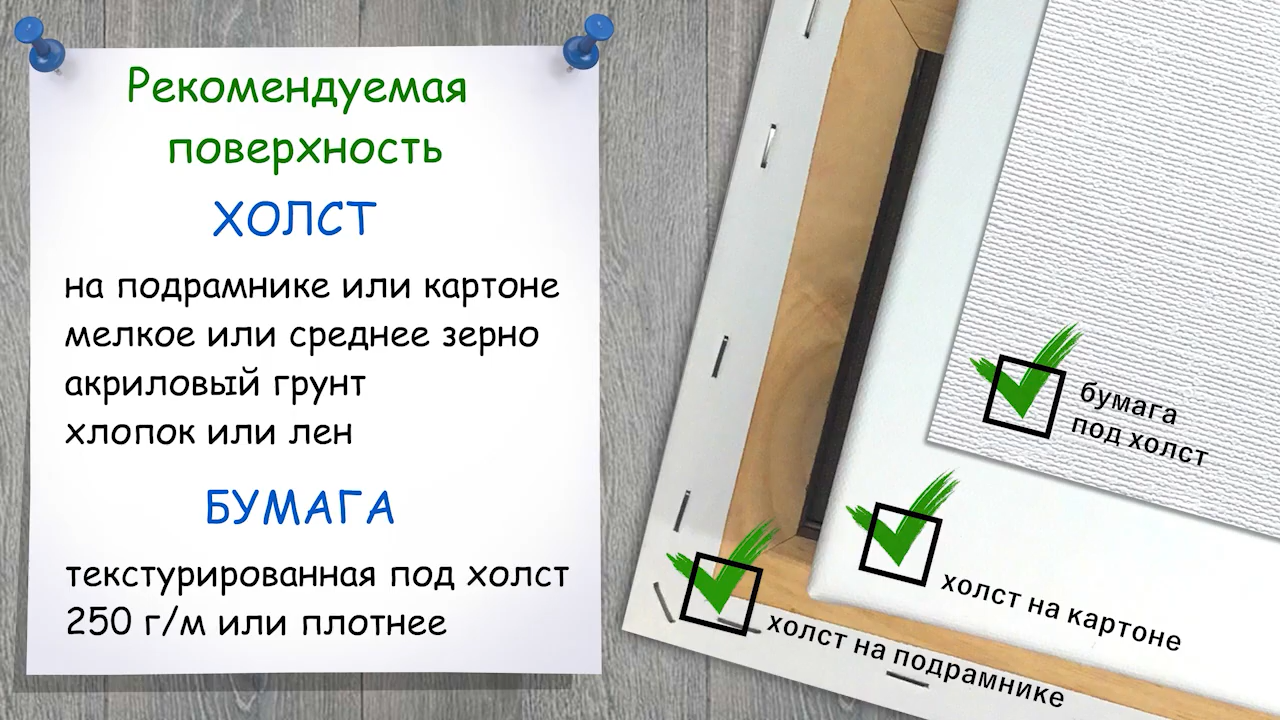 Рекомендуемая
поверхность
ХОЛСТ
на подрамнике или картоне
мелкое или среднее зерно
акриловый грунт
хлопок или лен
БУМАГА
текстурированная под холст
250 г/м или плотнее
бумага
под холст
холст на картоне
холст на подрамнике